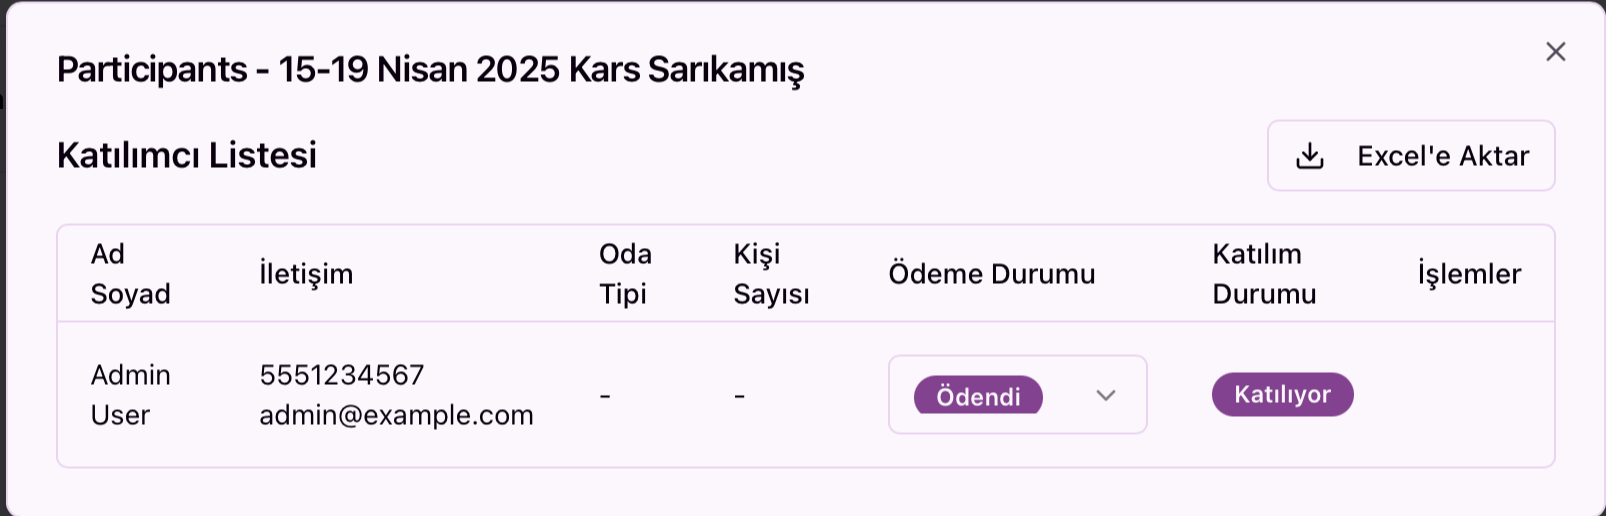 Participants - 15-19 Nisan 2025 Kars Sarıkamış
Katılımcı Listesi
Excel'e Aktar
Ad
Soyad
İletişim
Oda
Tipi
Kişi
Sayısı
Ödeme Durumu
Katılım
Durumu
İşlemler
Admin
User
5551234567
admin@example.com
-
-
Ödendi
Katılıyor